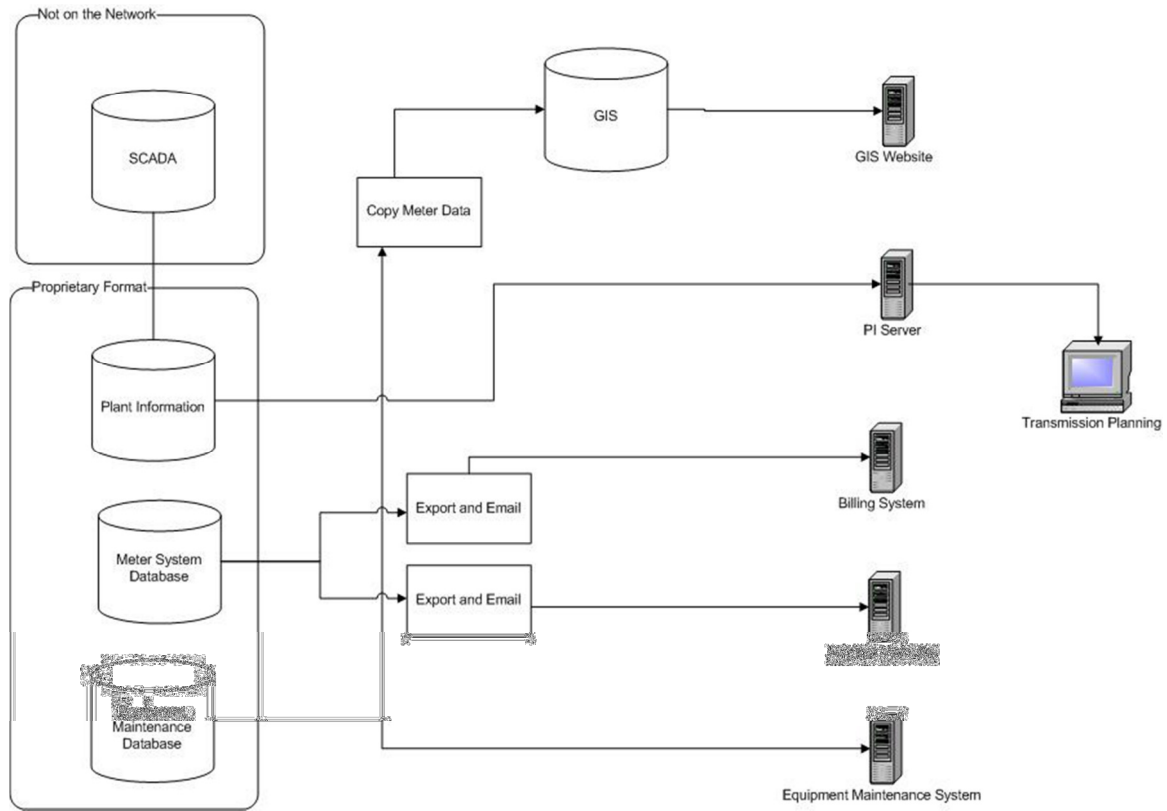 Not on the Network
SCADA
GIS
GIS Website
Copy Meter Data
Proprietary Format
PI Server
Plant Information
Transmission Planning
Export and Email
Billing System
Meter System
Database
Export and Email
Maintenance
Database
Equipment Maintenance System